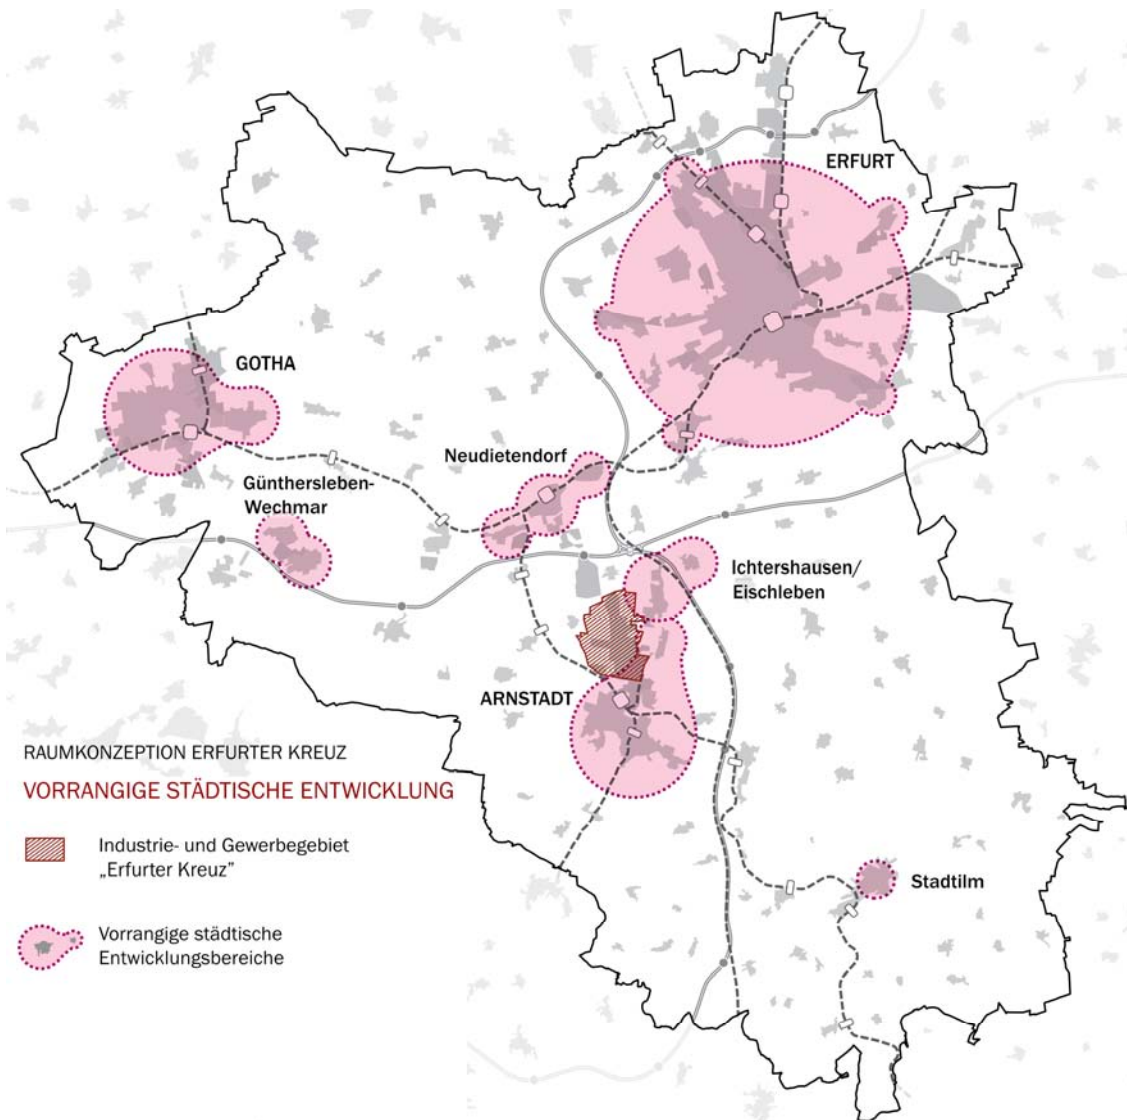 ERFURT
GOTHA
Neudietendorf
Günthersleben-
Wechmar
Ichtershausen/
Eischleben
ARNSTADT
RAUMKONZEPTION ERFURTER KREUZ
VORRANGIGE STÄDTISCHE ENTWICKLUNG
Industrie- und Gewerbegebiet
„Erfurter Kreuz”
Stadtilm
Vorrangige städtische
Entwicklungsbereiche